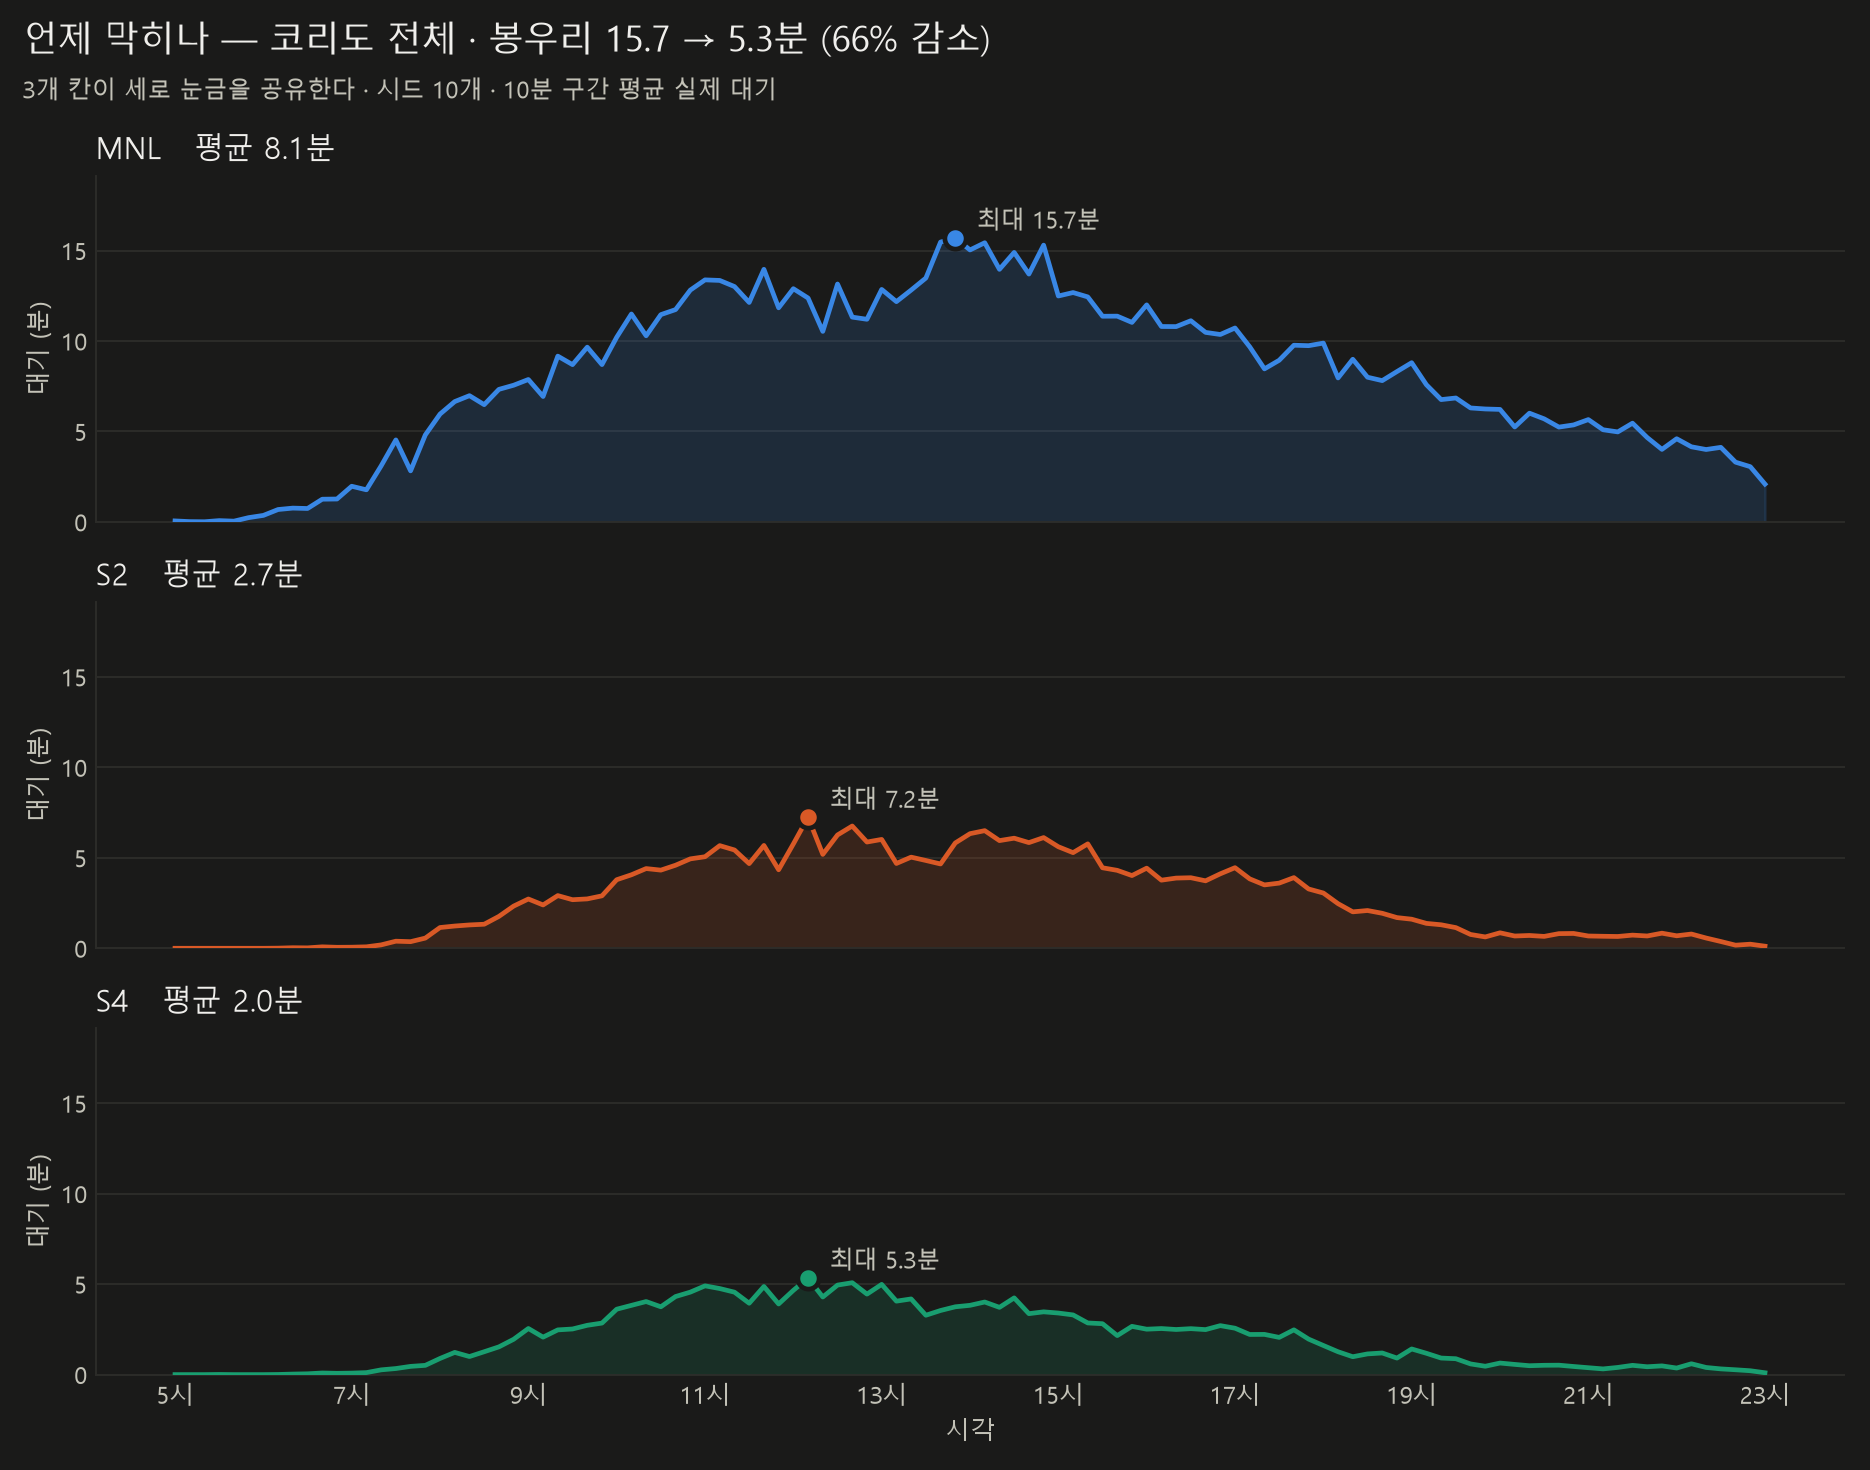 언제 막히나 — 코리도 전체 · 봉우리 15.7 → 5.3분 (66% 감소)
3개 칸이 세로 눈금을 공유한다 · 시드 10개 · 10분 구간 평균 실제 대기
MNL 평균 8.1분
최대 15.7분
15
10
5
0
대기 (분)
S2 평균 2.7분
최대 7.2분
15
10
5
0
대기 (분)
S4 평균 2.0분
최대 5.3분
15
10
5
0
대기 (분)
5시 7시 9시 11시 13시 15시 17시 19시 21시 23시
시각